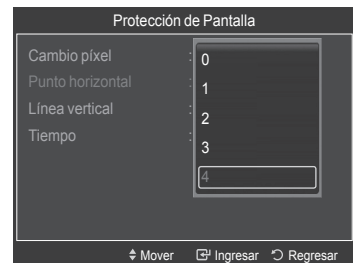 Protección de Pantalla
Cambio píxel : 0
Punto horizontal : 1
Línea vertical : 2
Tiempo : 3
4
Mover Ingresar Regresar